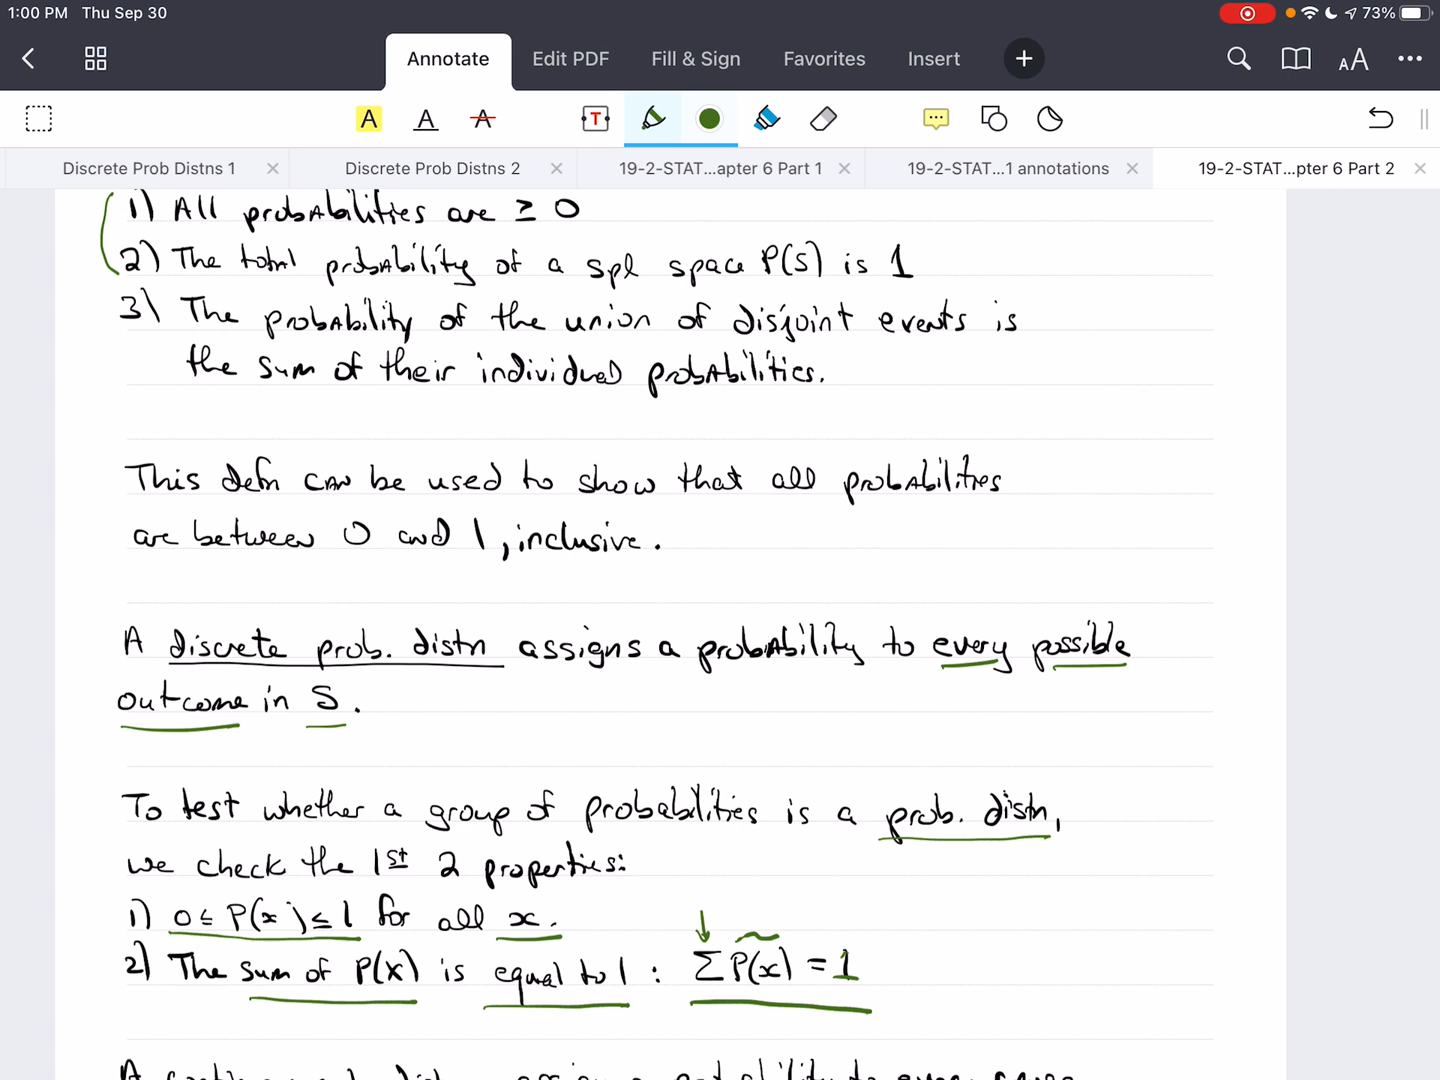 1:00 PM Thu Sep 30
73%
Annotate Edit PDF Fill & Sign Favorites Insert
AA
A A A T
Discrete Prob Distns 1 Discrete Prob Distns 2 19-2-STAT...apter 6 Part 1 19-2-STAT...1 annotations 19-2-STAT...pter 6 Part 2
1) All probabilities are ≥ 0
2) The total probability of a spl space P(S) is 1
3) The probability of the union of disjoint events is
the sum of their individual probabilities.
This defn can be used to show that all probabilities
are between 0 and 1, inclusive.
A discrete prob. distn assigns a probability to every possible
outcome in S.
To test whether a group of probabilities is a prob. distn,
we check the 1st 2 properties:
1) 0 ≤ P(x) ≤ 1 for all x.
2) The sum of P(x) is equal to 1 : ΣP(x) = 1